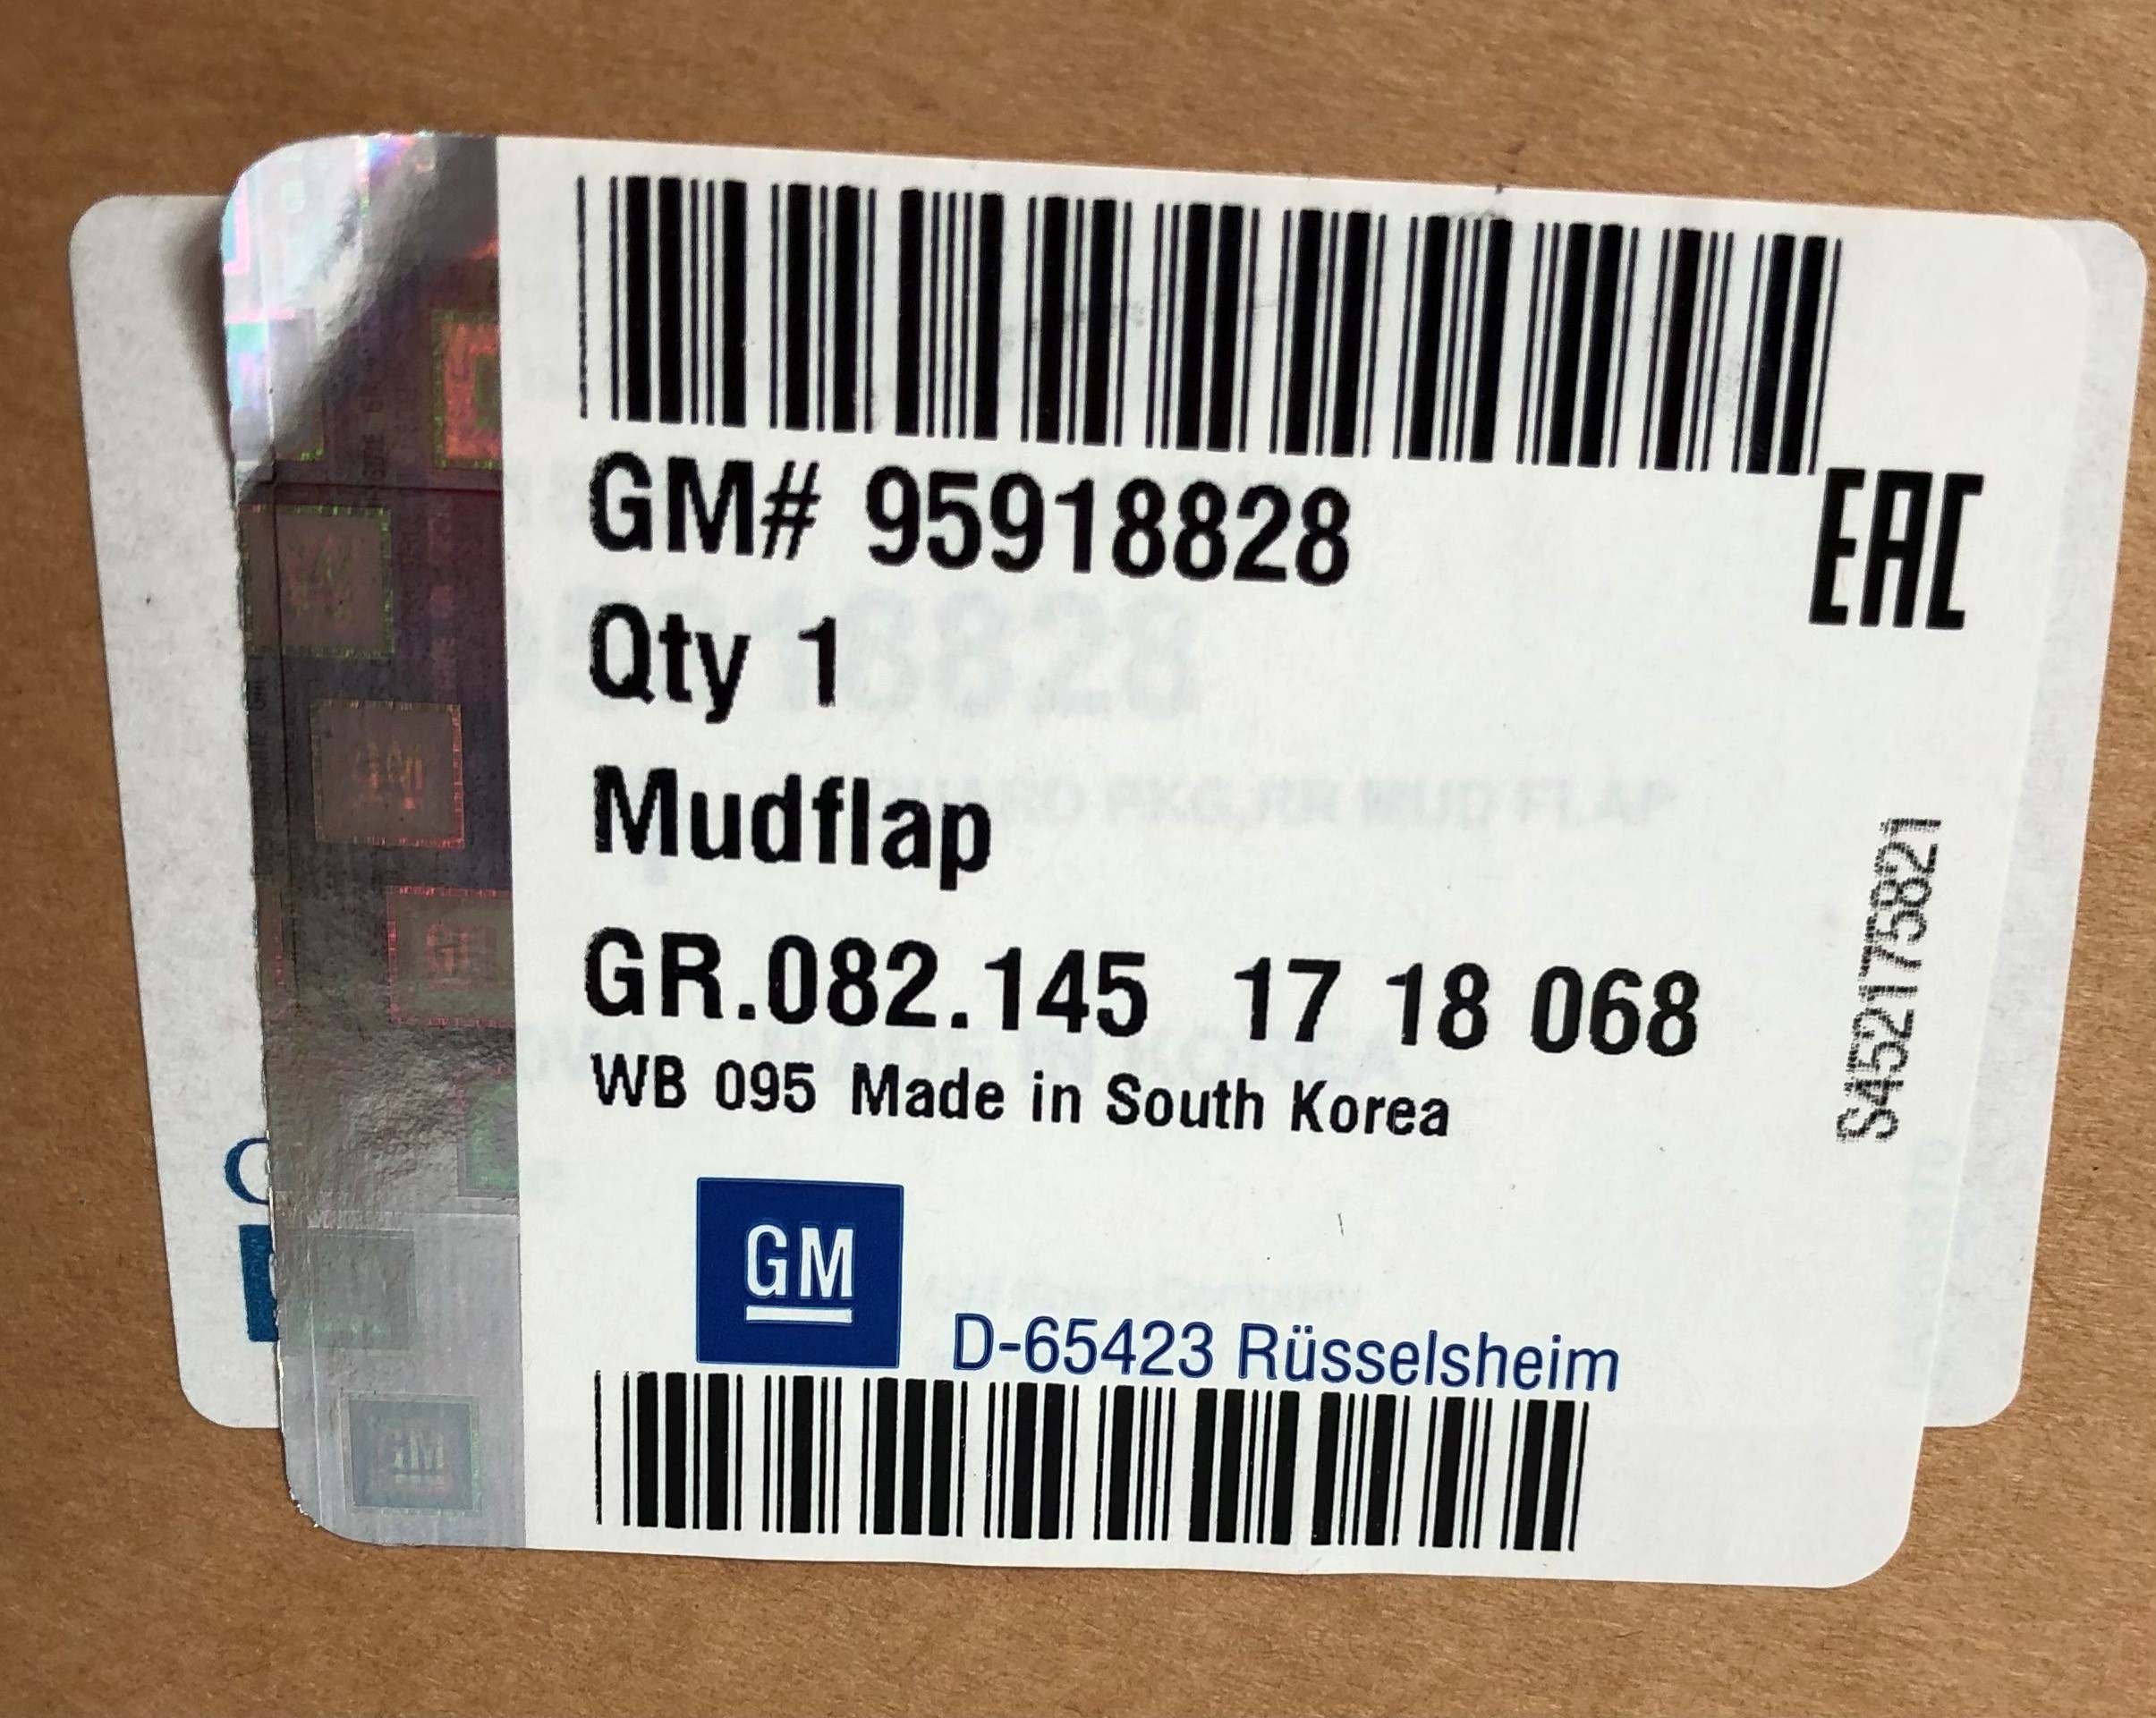 GM# 95918828
EAC
Qty 1
Mudflap
GR.082.145 17 18 068
WB 095 Made in South Korea
S452175821
GM
D-65423 Rüsselsheim
GM